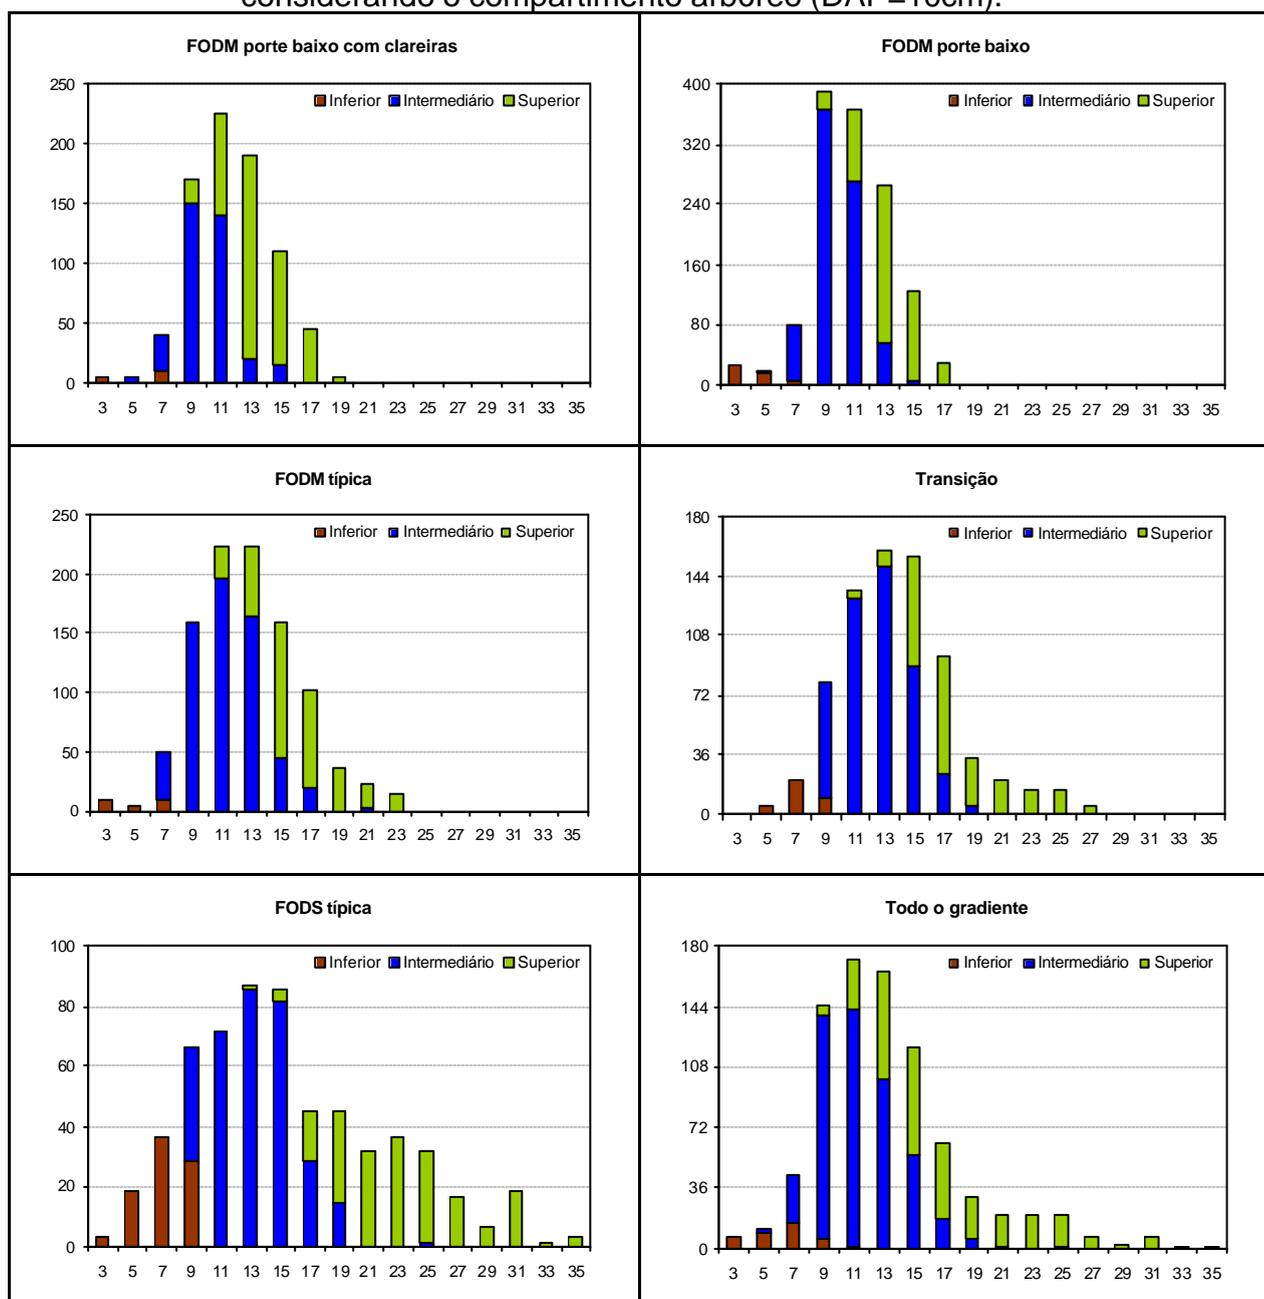 considerando o compartimento arbóreo (DAP =10cm).
FODM porte baixo com clareiras
Inferior Intermediário Superior
250
200
150
100
50
0
3 5 7 9 11 13 15 17 19 21 23 25 27 29 31 33 35
FODM porte baixo
Inferior Intermediário Superior
400
320
240
160
80
0
3 5 7 9 11 13 15 17 19 21 23 25 27 29 31 33 35
FODM típica
Inferior Intermediário Superior
250
200
150
100
50
0
3 5 7 9 11 13 15 17 19 21 23 25 27 29 31 33 35
Transição
Inferior Intermediário Superior
180
144
108
72
36
0
3 5 7 9 11 13 15 17 19 21 23 25 27 29 31 33 35
FODS típica
Inferior Intermediário Superior
100
80
60
40
20
0
3 5 7 9 11 13 15 17 19 21 23 25 27 29 31 33 35
Todo o gradiente
Inferior Intermediário Superior
180
144
108
72
36
0
3 5 7 9 11 13 15 17 19 21 23 25 27 29 31 33 35